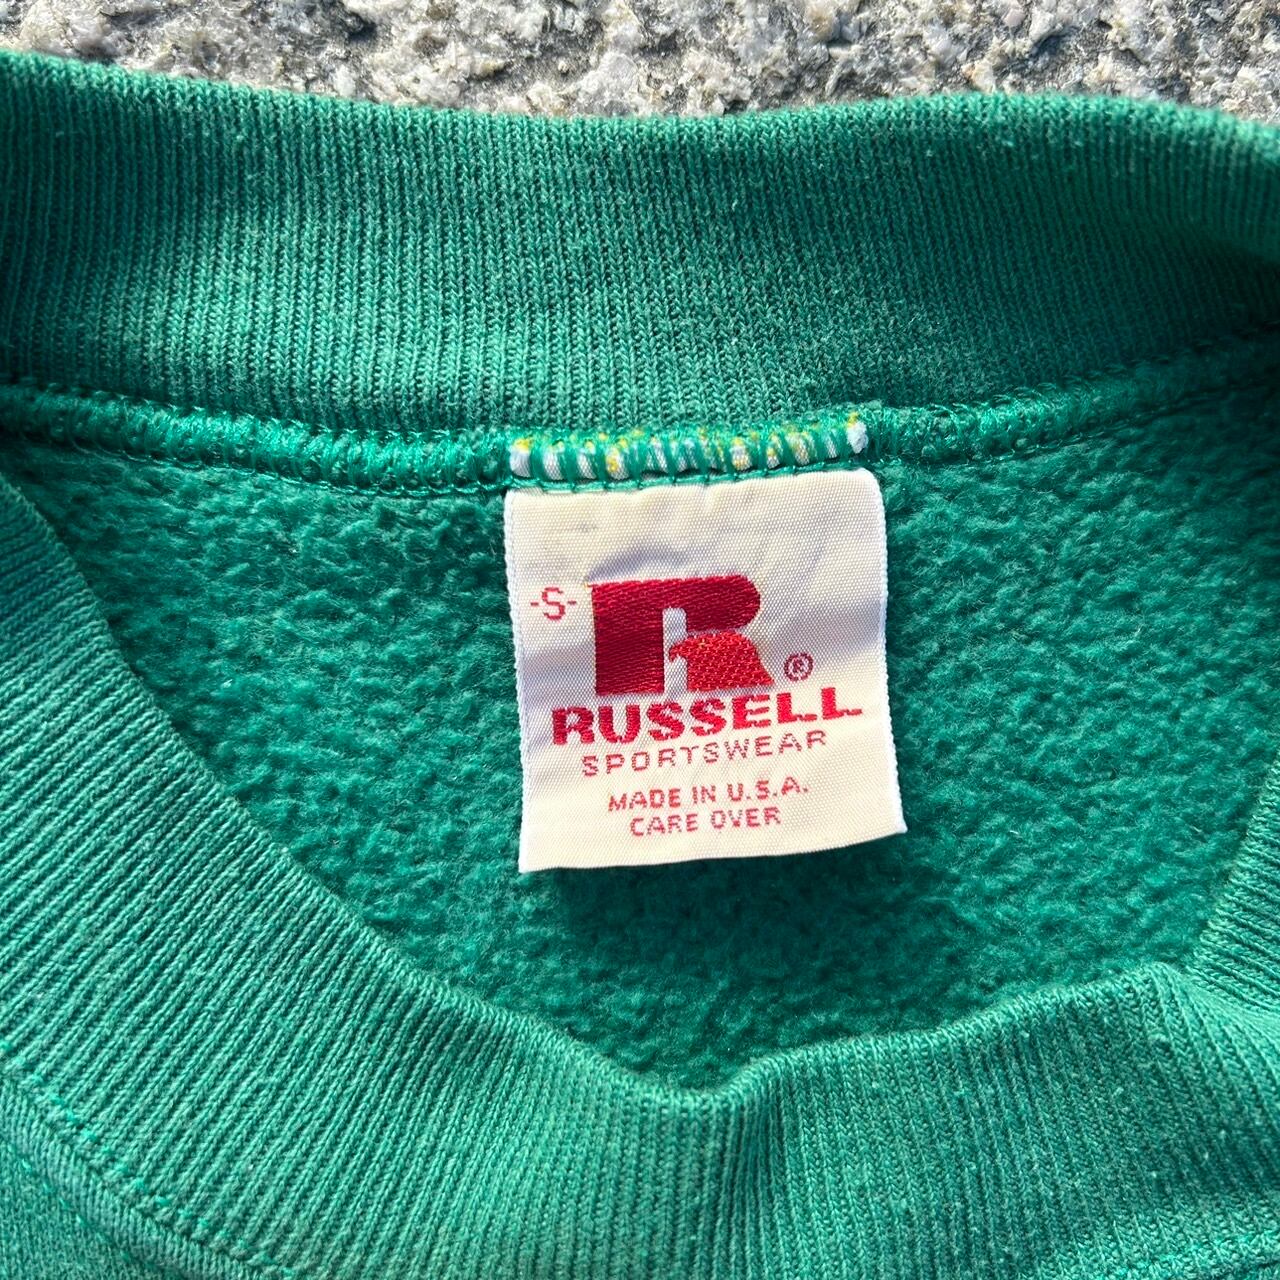 -S- R ®
RUSSELL
SPORTSWEAR
MADE IN U.S.A.
CARE OVER